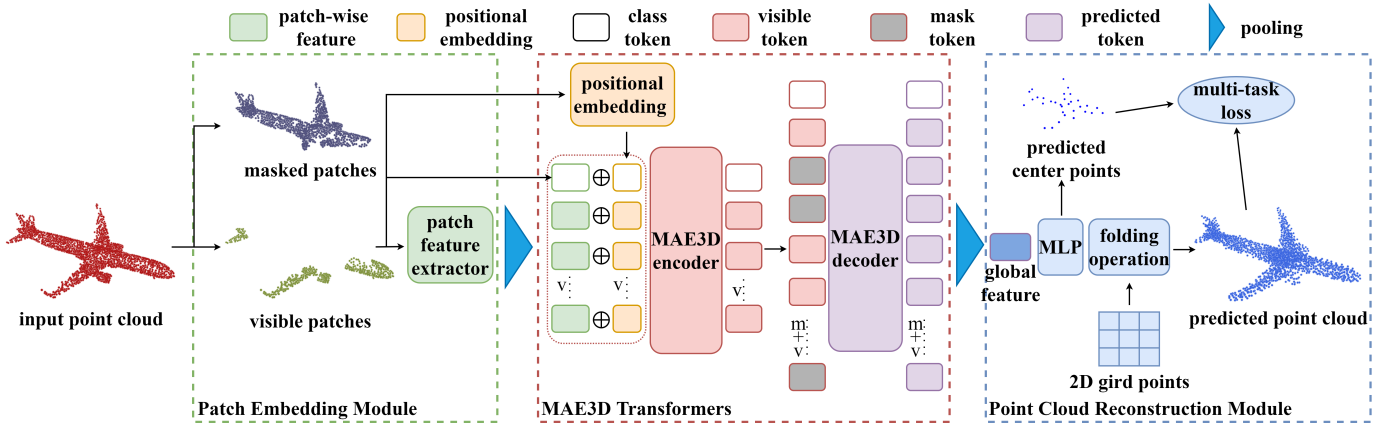 patch-wise
feature
positional
embedding
class
token
visible
token
mask
token
predicted
token
pooling
input point cloud
masked patches
visible patches
patch
feature
extractor
Patch Embedding Module
positional
embedding
v
v
MAE3D
encoder
v
m
+
v
MAE3D
decoder
m
+
v
MAE3D Transformers
global
feature
MLP
predicted
center points
folding
operation
2D gird points
multi-task
loss
predicted point cloud
Point Cloud Reconstruction Module